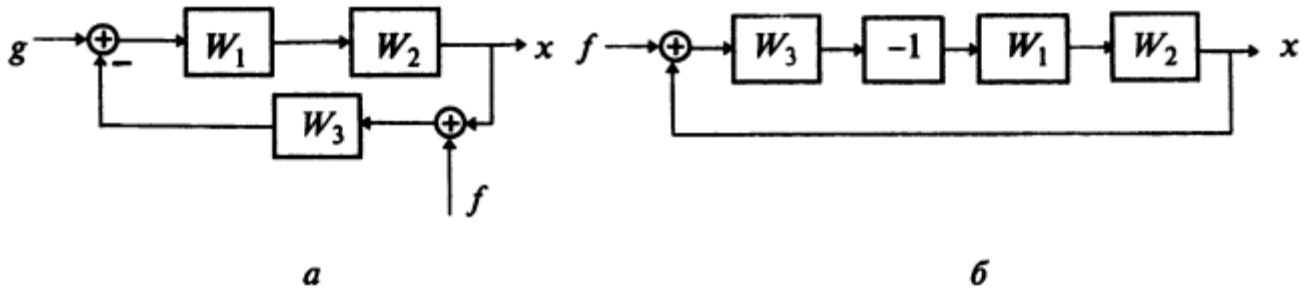 g − W₁ W₂ x f W₃ −1 W₁ W₂ x
W₃
f
а б